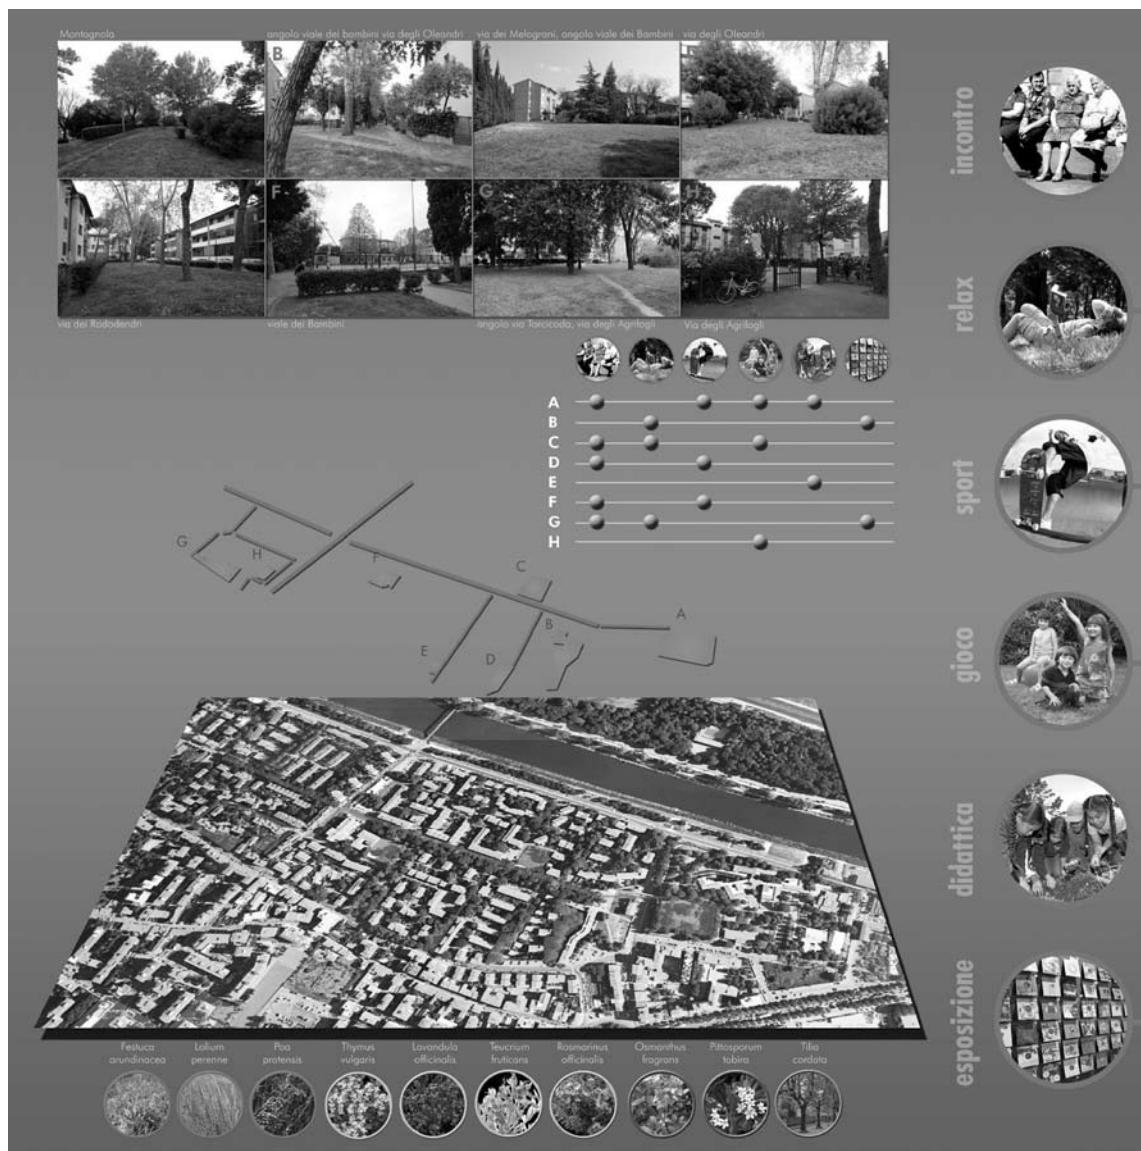 Montagnola
angolo viale dei bambini via degli Oleandri
via dei Melograni, angolo viale dei Bambini
via degli Oleandri
B
F
G
H
via dei Rododendri
viale dei Bambini
angolo via Torcicoda, via degli Agrifogli
Via degli Agrifogli
incontro
relax
sport
gioco
didattica
esposizione
A
B
C
D
E
F
G
H
G
H
F
C
A
B
E
D
Festuca
arundinacea
Lolium
perenne
Poa
pratensis
Thymus
vulgaris
Lavandula
officinalis
Teucrium
fruticans
Rosmarinus
officinalis
Osmanthus
fragrans
Pittosporum
tobira
Tilia
cordata